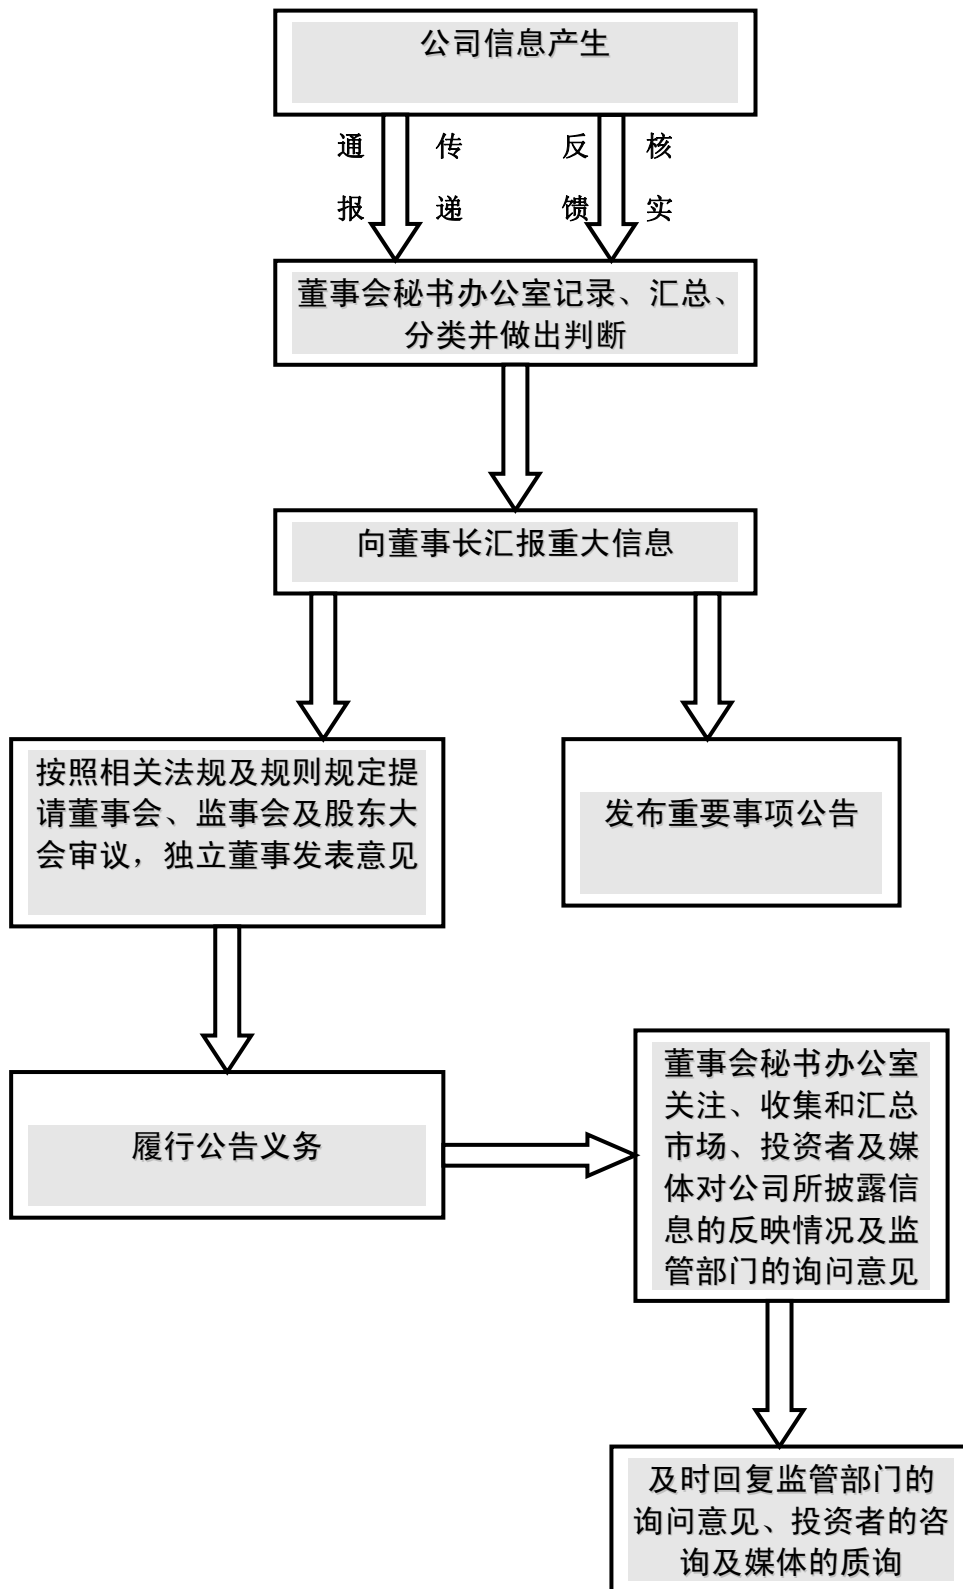 公司信息产生
通 传 反 核
报 递 馈 实
董事会秘书办公室记录、汇总、
分类并做出判断
向董事长汇报重大信息
按照相关法规及规则规定提
请董事会、监事会及股东大
会审议，独立董事发表意见
发布重要事项公告
履行公告义务
董事会秘书办公室
关注、收集和汇总
市场、投资者及媒
体对公司所披露信
息的反映情况及监
管部门的询问意见
及时回复监管部门的
询问意见、投资者的咨
询及媒体的质询